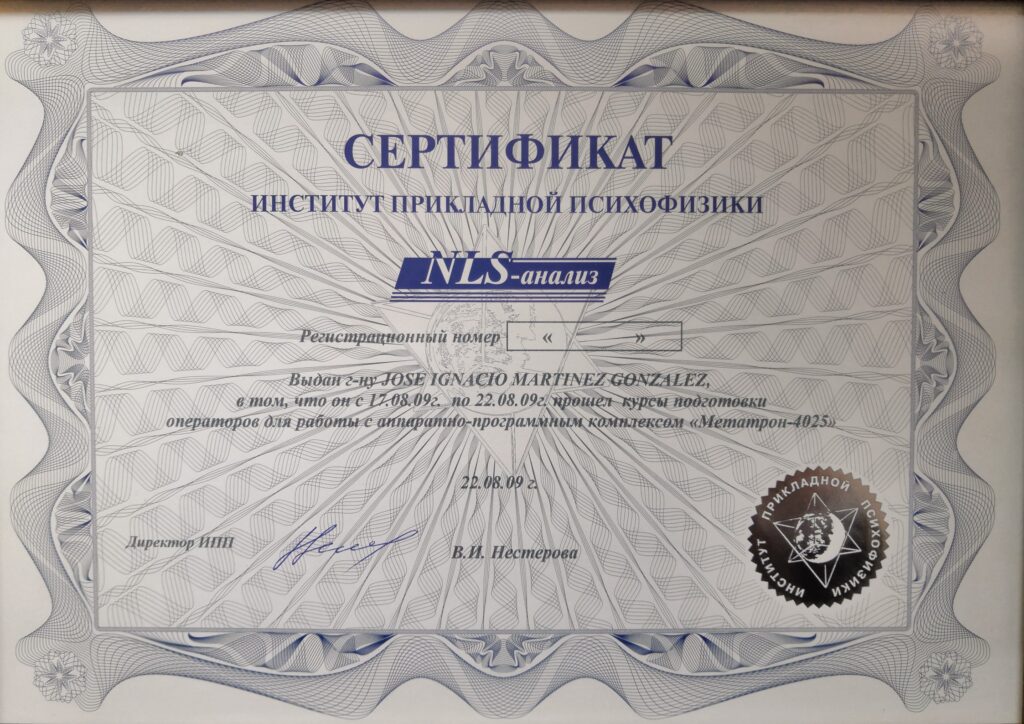 СЕРТИФИКАТ
ИНСТИТУТ ПРИКЛАДНОЙ ПСИХОФИЗИКИ
NLS-анализ
Регистрационный номер « »
Выдан г-ну JOSE IGNACIO MARTINEZ GONZALEZ,
в том, что он с 17.08.09г. по 22.08.09г. прошел курсы подготовки
операторов для работы с аппаратно-программным комплексом «Метатрон-4025»
22.08.09 г.
Директор ИПП
В.И. Нестерова
ИНСТИТУТ ПРИКЛАДНОЙ ПСИХОФИЗИКИ